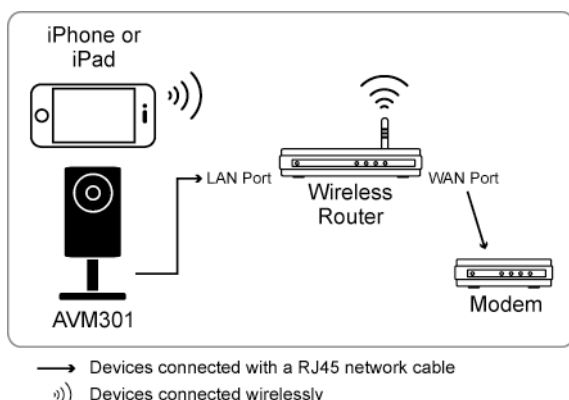 iPhone or
iPad
LAN Port
Wireless
Router
WAN Port
AVM301
Modem
Devices connected with a RJ45 network cable
Devices connected wirelessly